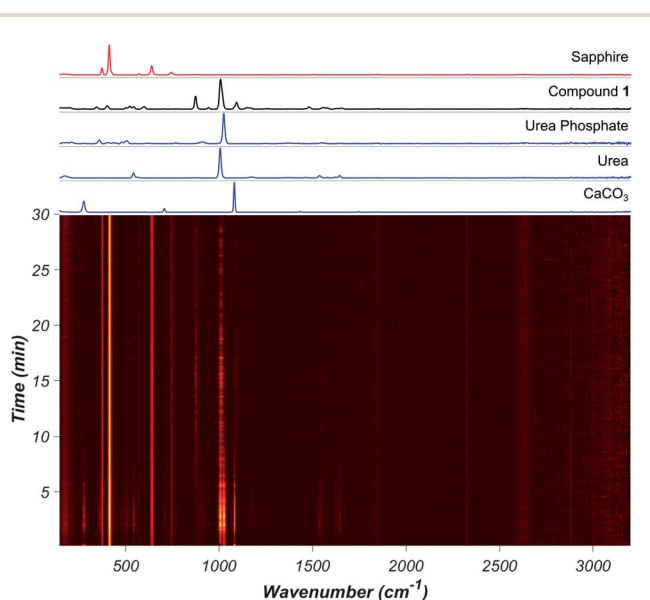 Sapphire
Compound 1
Urea Phosphate
Urea
CaCO₃
30
25
20
15
10
5
Time (min)
500 1000 1500 2000 2500 3000
Wavenumber (cm⁻¹)